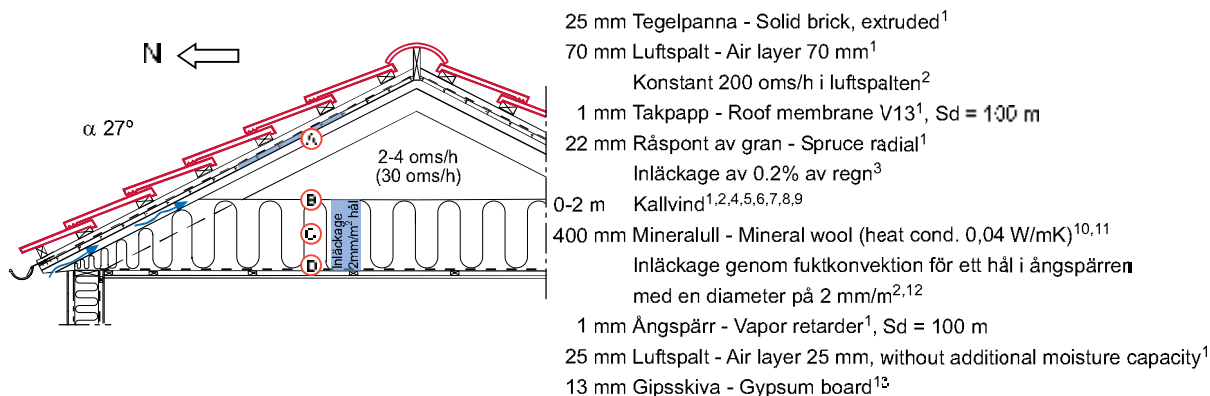 N
α 27º
A
2-4 oms/h
(30 oms/h)
B
C
D
Inläckage
2mm/m² hål
25 mm Tegelpanna - Solid brick, extruded¹
70 mm Luftspalt - Air layer 70 mm¹
Konstant 200 oms/h i luftspalten²
1 mm Takpapp - Roof membrane V13¹, Sd = 100 m
22 mm Råspont av gran - Spruce radial¹
Inläckage av 0.2% av regn³
0-2 m Kallvind¹,²,⁴,⁵,⁶,⁷,⁸,⁹
400 mm Mineralull - Mineral wool (heat cond. 0,04 W/mK)¹⁰,¹¹
Inläckage genom fuktkonvektion för ett hål i ångspärren
med en diameter på 2 mm/m²,¹²
1 mm Ångspärr - Vapor retarder¹, Sd = 100 m
25 mm Luftspalt - Air layer 25 mm, without additional moisture capacity¹
13 mm Gipsskiva - Gypsum board¹³